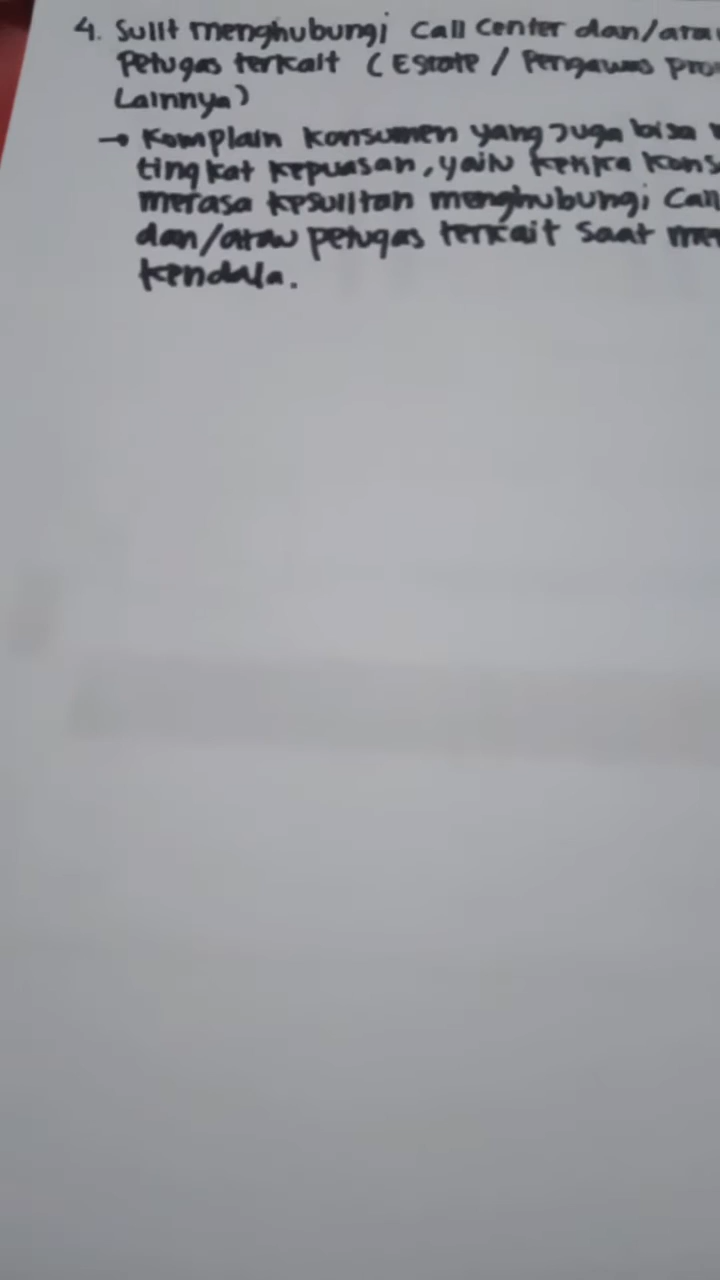 4. Sulit menghubungi Call Center dan/atau
Petugas terkait (Estate / Pengawas
Lainnya)
→ Komplain konsumen yang juga bisa
tingkat kepuasan, yaitu ketika
merasa kesulitan menghubungi Call
dan/atau petugas terkait saat
kendala.